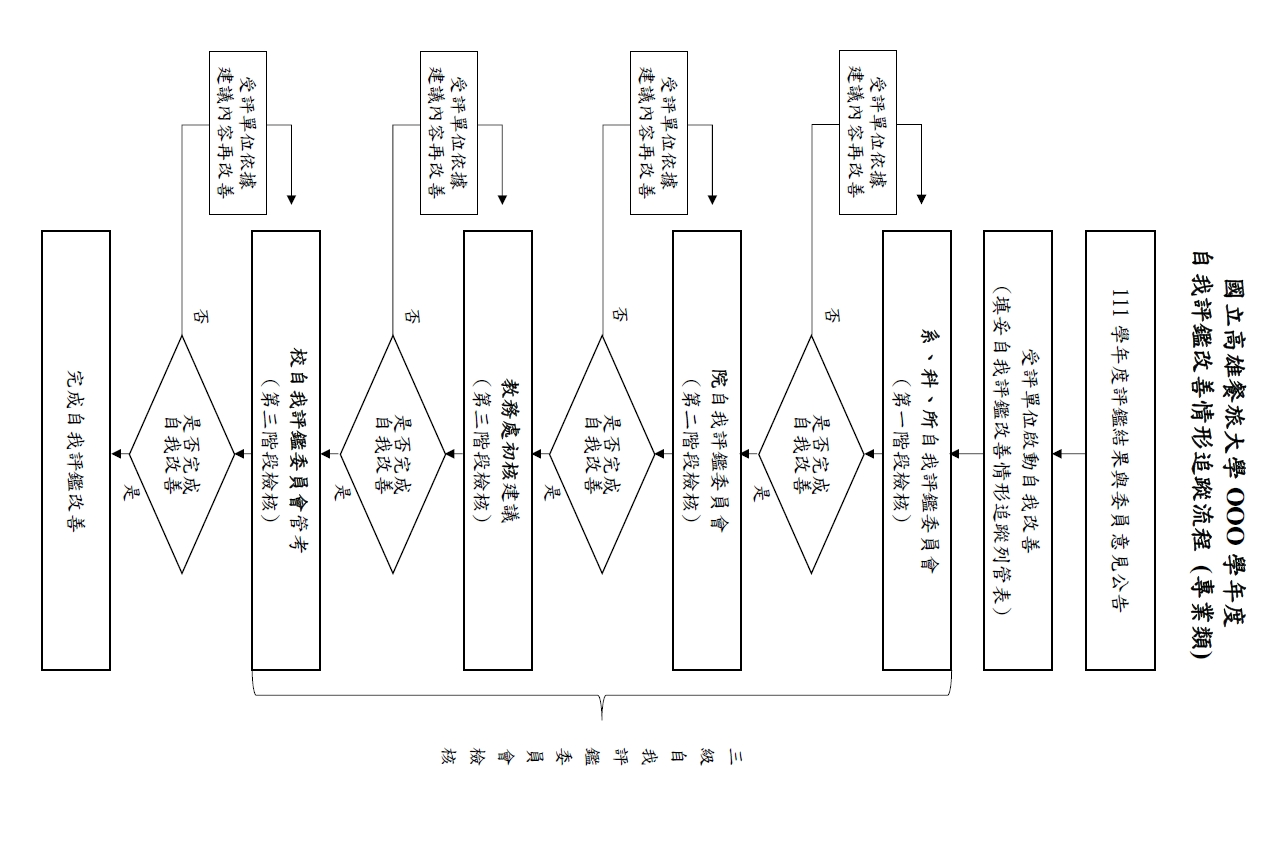 國立高雄餐旅大學 OOO 學年度
自我評鑑改善情形追蹤流程（專業類）
111 學年度評鑑結果與委員意見公告
受評單位啟動自我改善
（填妥自我評鑑改善情形追蹤列管表）
系、科、所自我評鑑委員會
（第一階段檢核）
受評單位依據
建議內容再改善
否
是否完成
自我改善
是
院自我評鑑委員會
（第二階段檢核）
受評單位依據
建議內容再改善
否
是否完成
自我改善
是
教務處初核建議
（第三階段檢核）
受評單位依據
建議內容再改善
否
是否完成
自我改善
是
校自我評鑑委員會管考
（第三階段檢核）
受評單位依據
建議內容再改善
否
是否完成
自我改善
是
完成自我評鑑改善
三級自我評鑑委員會檢核